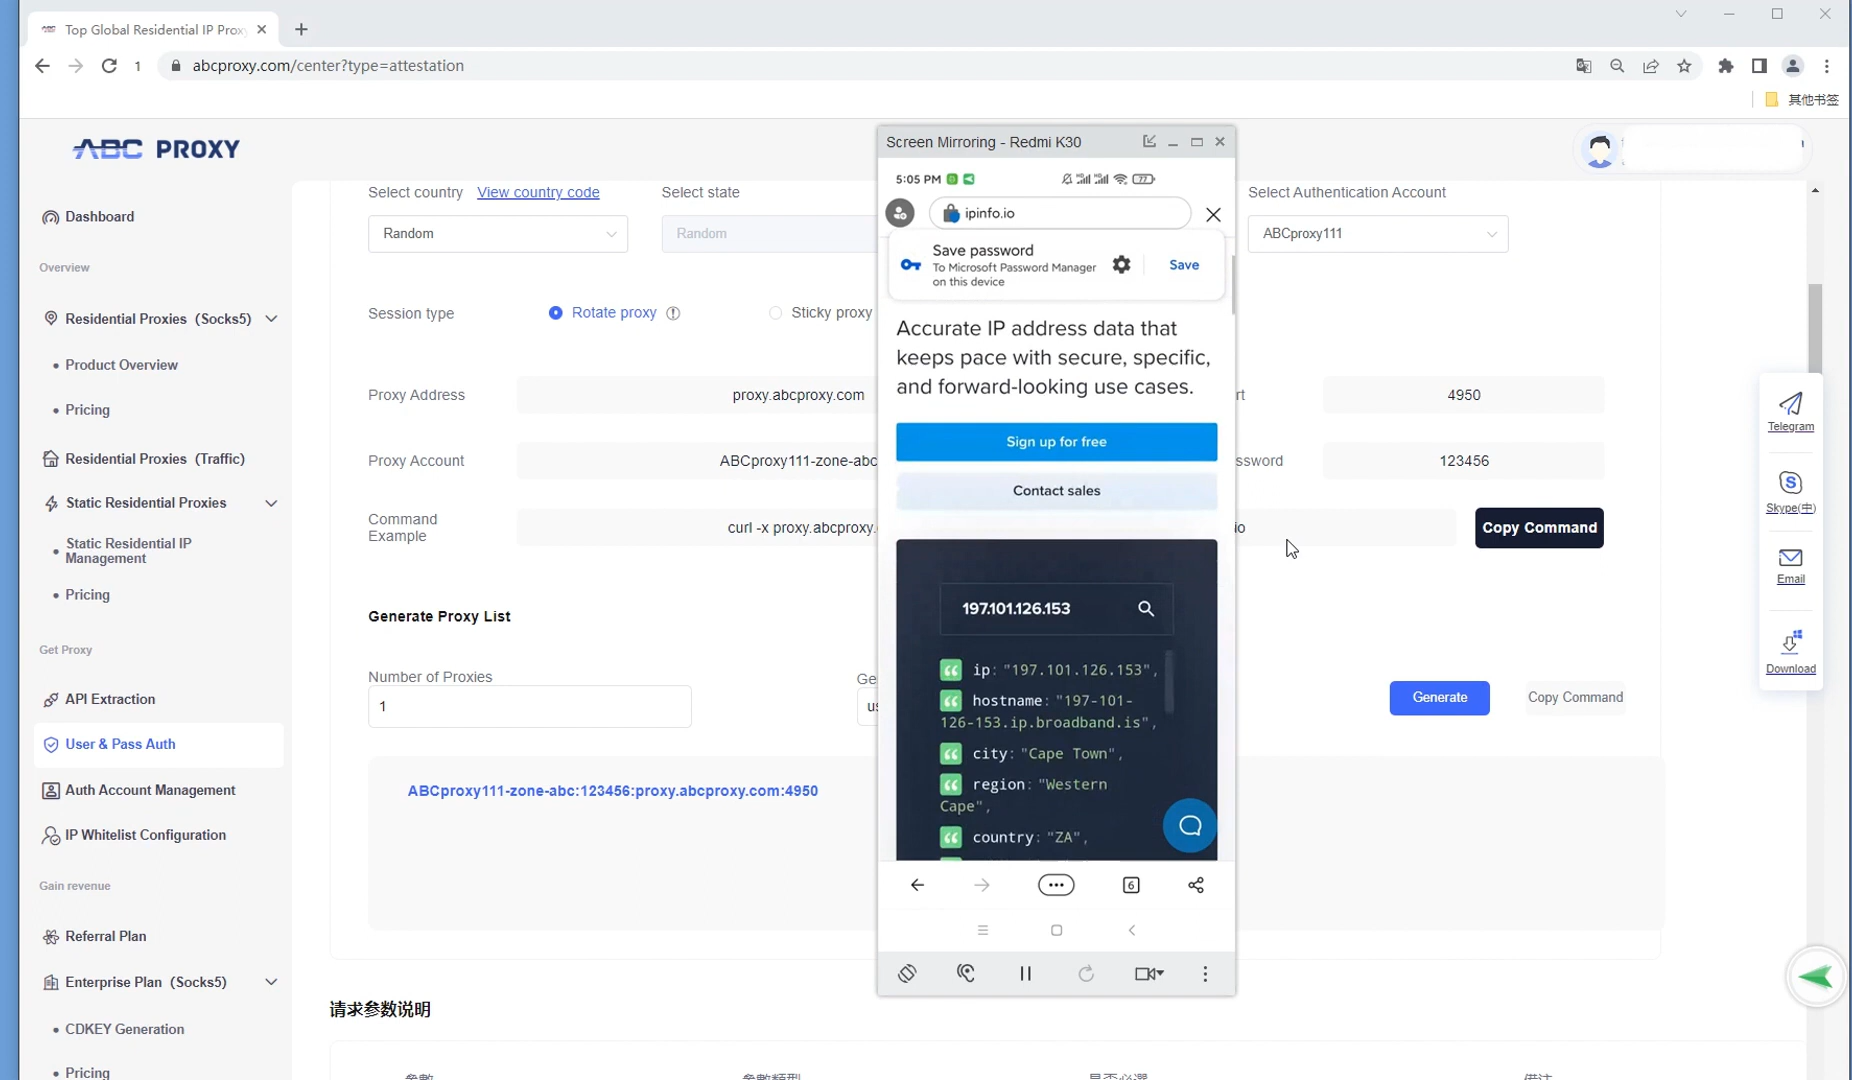 Top Global Residential IP Prox
1
abcproxy.com/center?type=attestation
其他书签
ABC PROXY
Dashboard
Overview
Residential Proxies (Socks5)
Product Overview
Pricing
Residential Proxies (Traffic)
Static Residential Proxies
Static Residential IP
Management
Pricing
Get Proxy
API Extraction
User & Pass Auth
Auth Account Management
IP Whitelist Configuration
Gain revenue
Referral Plan
Enterprise Plan (Socks5)
CDKEY Generation
Pricing
Select country View country code
Select state
Select Authentication Account
Random
Random
ABCproxy111
Session type
Rotate proxy
Sticky proxy
Proxy Address
proxy.abcproxy.com
rt
4950
Proxy Account
ABCproxy111-zone-abc
ssword
123456
Command
Example
curl -x proxy.abcproxy.
io
Copy Command
Generate Proxy List
Number of Proxies
1
Ge
us
Generate
Copy Command
ABCproxy111-zone-abc:123456:proxy.abcproxy.com:4950
请求参数说明
Screen Mirroring - Redmi K30
5:05 PM
77
ipinfo.io
Save password
To Microsoft Password Manager
on this device
Save
Accurate IP address data that
keeps pace with secure, specific,
and forward-looking use cases.
Sign up for free
Contact sales
197.101.126.153
ip: "197.101.126.153",
hostname: "197-101-
126-153.ip.broadband.is",
city: "Cape Town",
region: "Western
Cape",
country: "ZA",
6
Telegram
Skype(中)
Email
Download